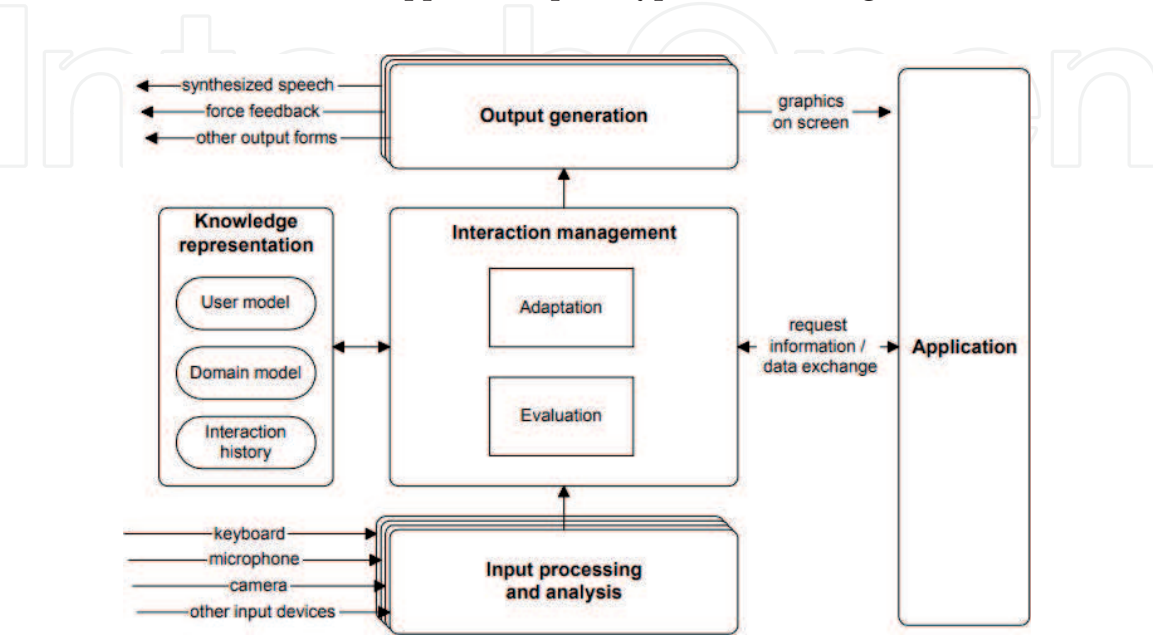 synthesized speech
force feedback
other output forms
Output generation
graphics
on screen
Knowledge
representation
User model
Domain model
Interaction
history
Interaction management
Adaptation
Evaluation
request
information /
data exchange
Application
keyboard
microphone
camera
other input devices
Input processing
and analysis